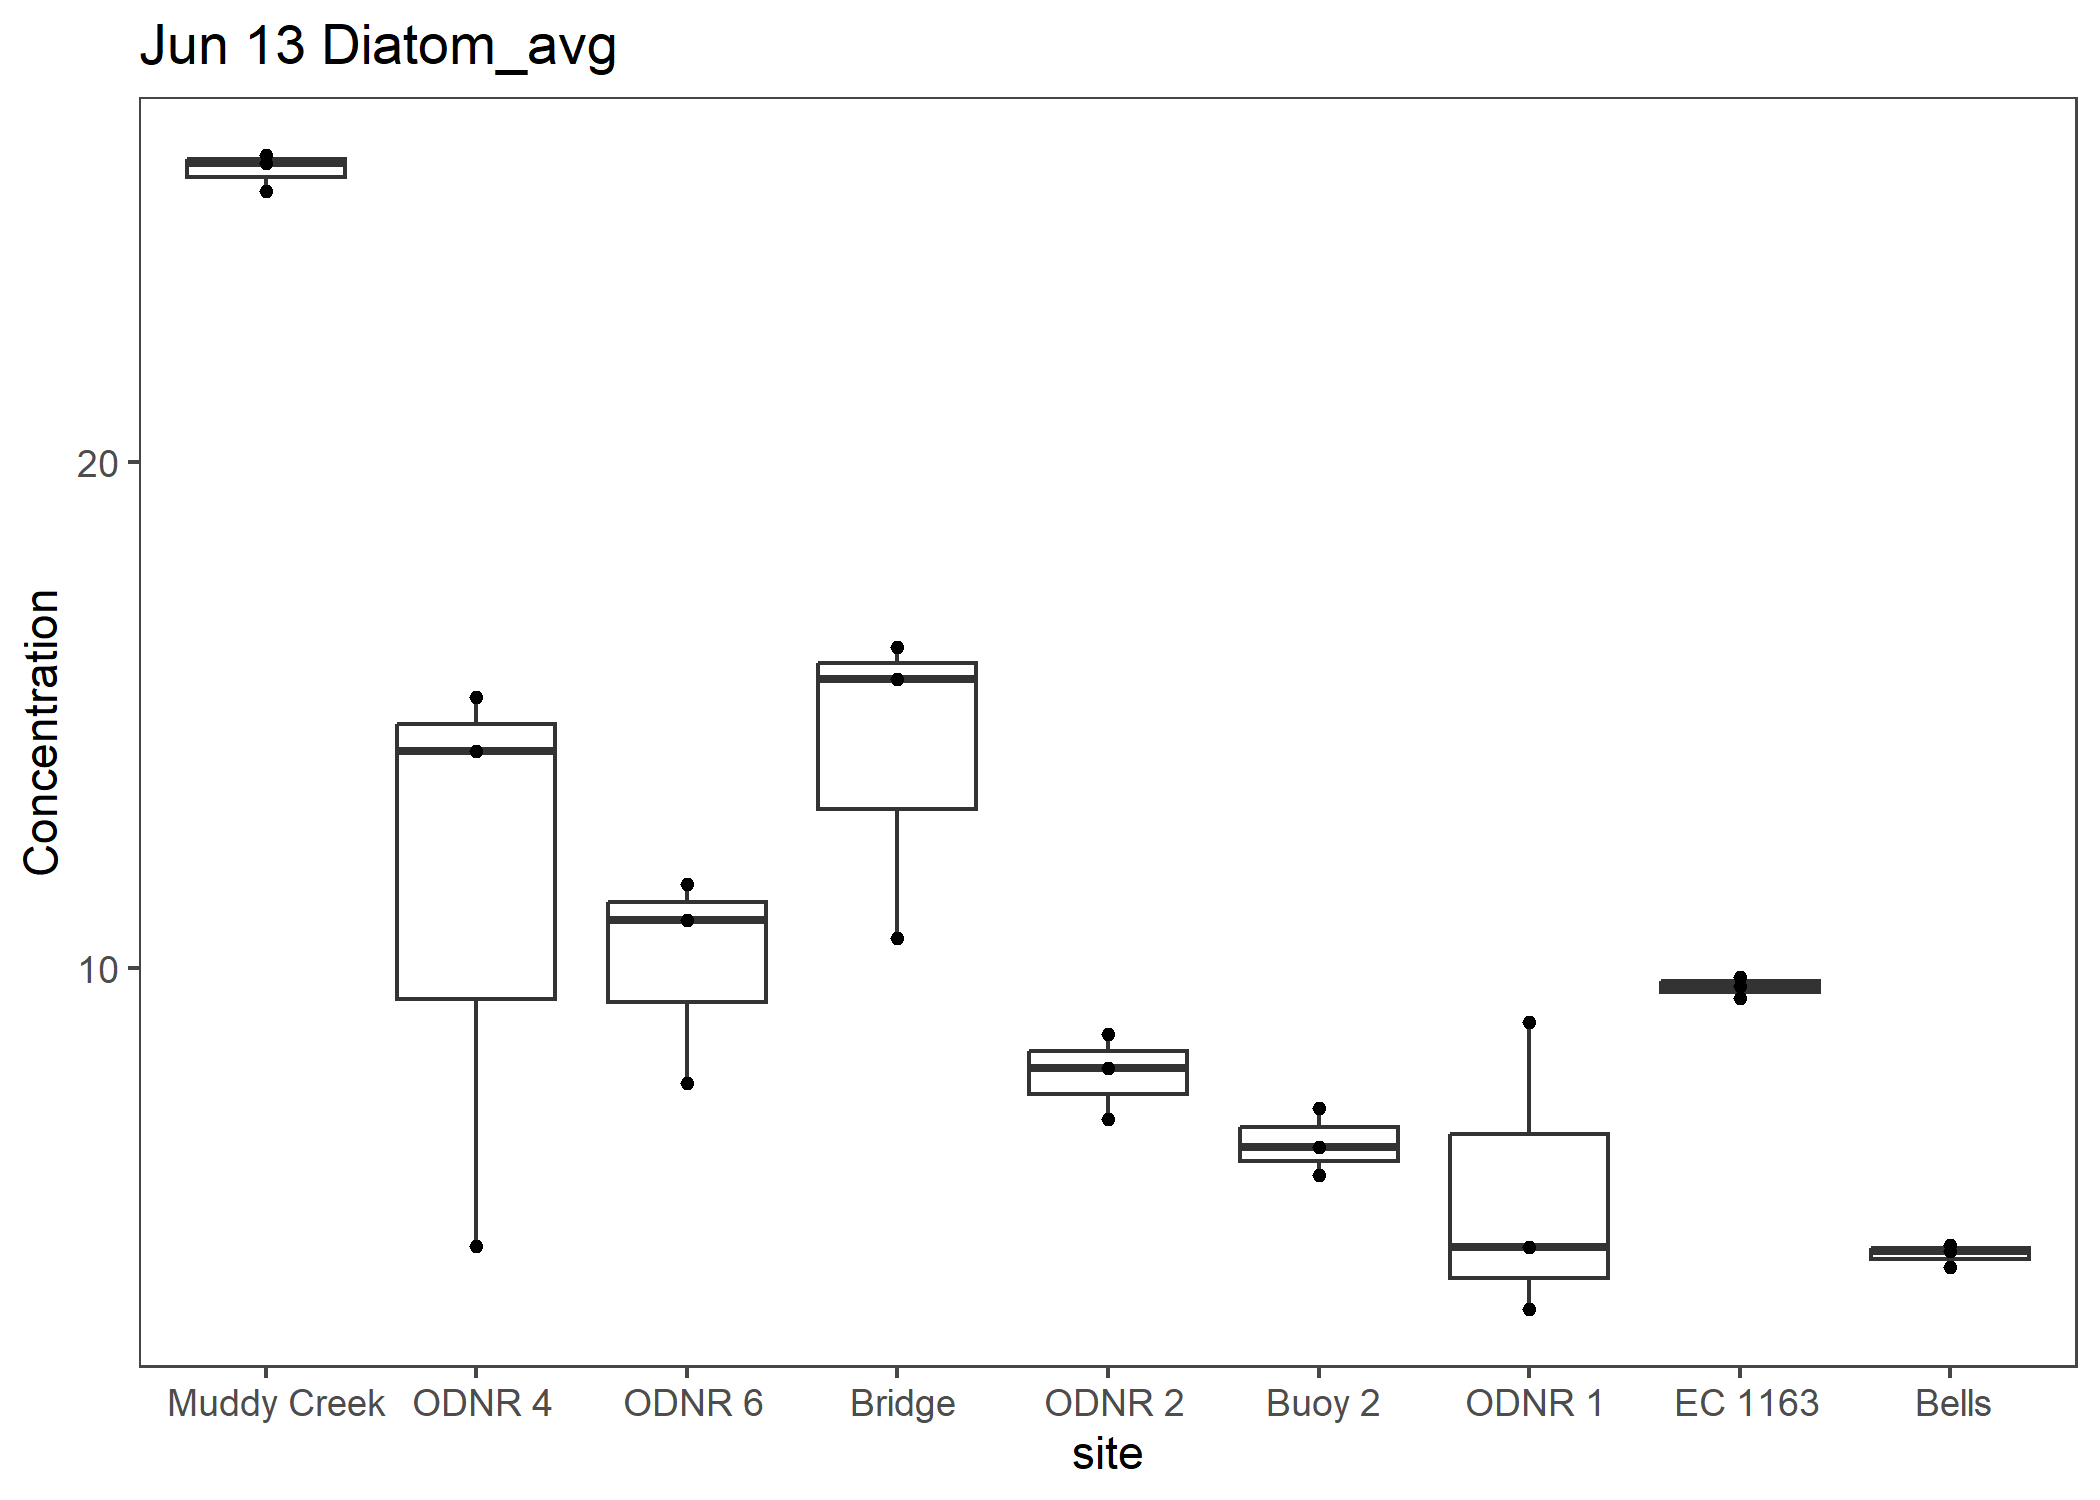 Jun 13 Diatom_avg
Concentration
20
10
Muddy Creek ODNR 4 ODNR 6 Bridge ODNR 2 Buoy 2 ODNR 1 EC 1163 Bells
site